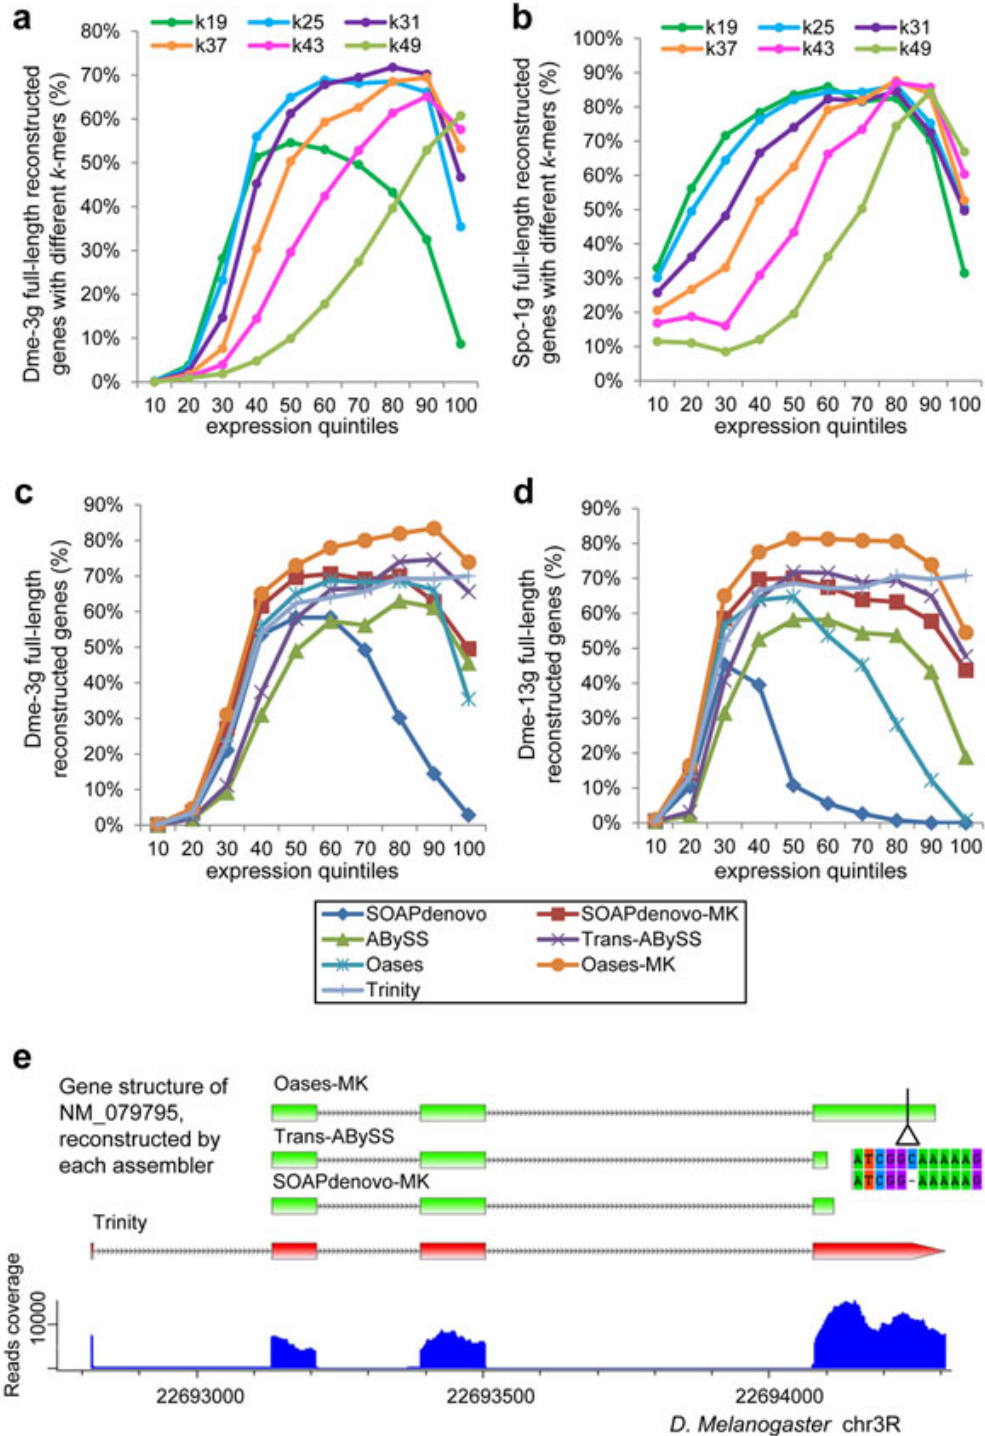 a
k19 k25 k31
k37 k43 k49
Dme-3g full-length reconstructed
genes with different k-mers (%)
80%
70%
60%
50%
40%
30%
20%
10%
0%
10 20 30 40 50 60 70 80 90 100
expression quintiles
b
k19 k25 k31
k37 k43 k49
Spo-1g full-length reconstructed
genes with different k-mers (%)
100%
90%
80%
70%
60%
50%
40%
30%
20%
10%
0%
10 20 30 40 50 60 70 80 90 100
expression quintiles
c
Dme-3g full-length
reconstructed genes (%)
90%
80%
70%
60%
50%
40%
30%
20%
10%
0%
10 20 30 40 50 60 70 80 90 100
expression quintiles
d
Dme-13g full-length
reconstructed genes (%)
90%
80%
70%
60%
50%
40%
30%
20%
10%
0%
10 20 30 40 50 60 70 80 90 100
expression quintiles
SOAPdenovo SOAPdenovo-MK
ABySS Trans-ABySS
Oases Oases-MK
Trinity
e
Gene structure of
NM_079795,
reconstructed by
each assembler
Oases-MK
Trans-ABySS
SOAPdenovo-MK
Trinity
ATCGGCAAAAAG
ATCGG-AAAAAG
Reads coverage
10000
22693000 22693500 22694000
D. Melanogaster chr3R